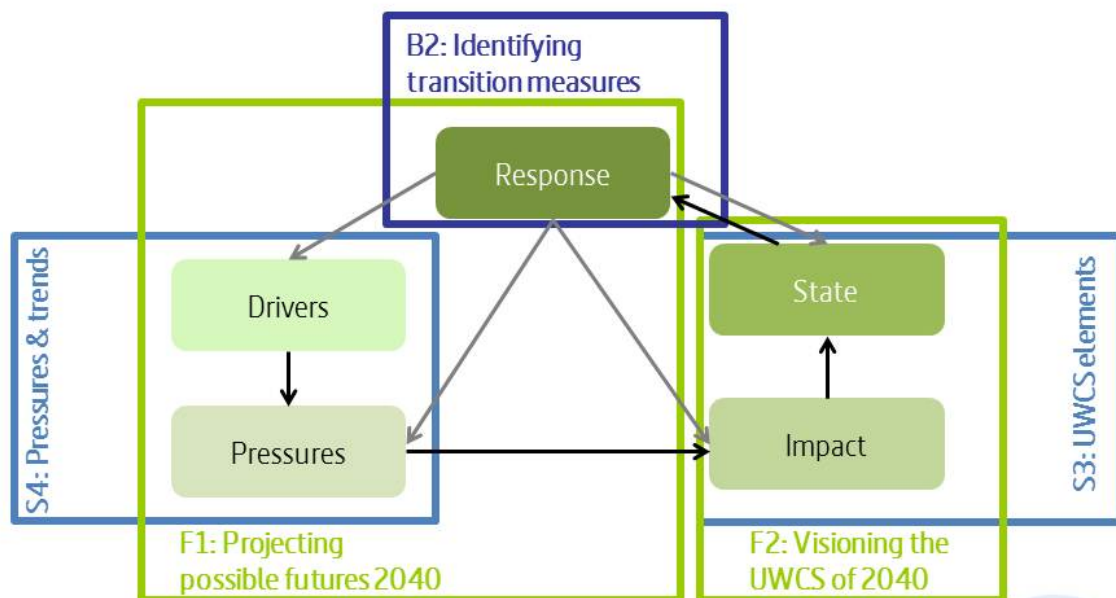 B2: Identifying
transition measures
Response
S4: Pressures & trends
Drivers
Pressures
State
Impact
S3: UWCS elements
F1: Projecting
possible futures 2040
F2: Visioning the
UWCS of 2040